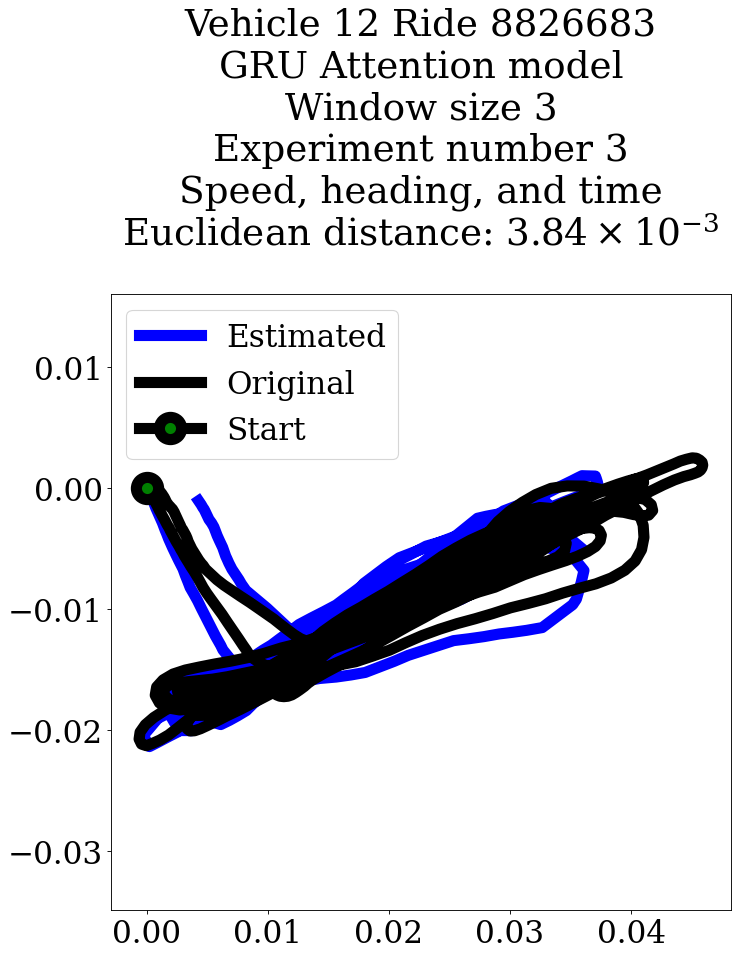 Vehicle 12 Ride 8826683
GRU Attention model
Window size 3
Experiment number 3
Speed, heading, and time
Euclidean distance: 3.84 × 10⁻³
Estimated
Original
Start
0.01
0.00
−0.01
−0.02
−0.03
0.00 0.01 0.02 0.03 0.04